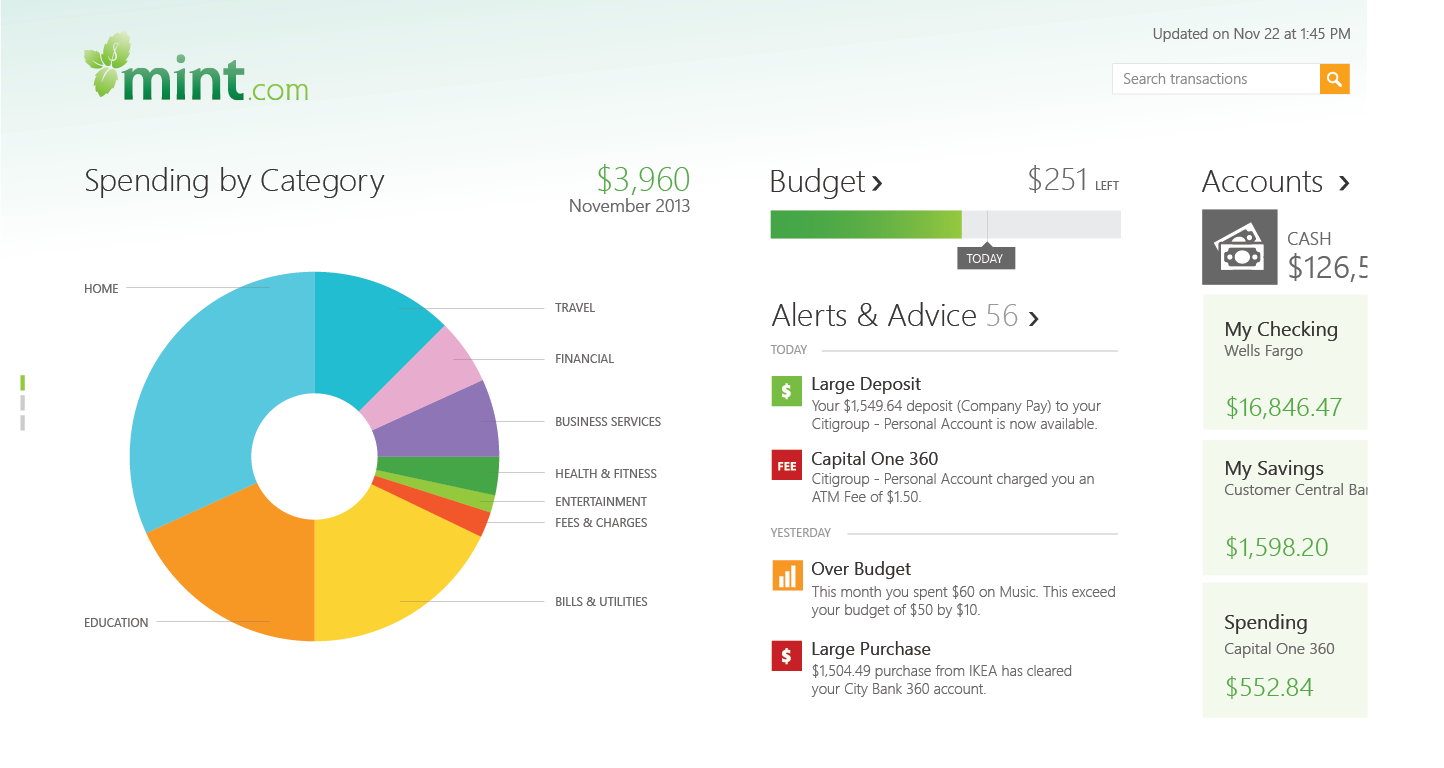 mint.com
Updated on Nov 22 at 1:45 PM
Search transactions
Spending by Category
$3,960
November 2013
HOME
TRAVEL
FINANCIAL
BUSINESS SERVICES
HEALTH & FITNESS
ENTERTAINMENT
FEES & CHARGES
BILLS & UTILITIES
EDUCATION
Budget
$251 LEFT
TODAY
Alerts & Advice 56
TODAY
$
Large Deposit
Your $1,549.64 deposit (Company Pay) to your
Citigroup - Personal Account is now available.
FEE
Capital One 360
Citigroup - Personal Account charged you an
ATM Fee of $1.50.
YESTERDAY
Over Budget
This month you spent $60 on Music. This exceed
your budget of $50 by $10.
$
Large Purchase
$1,504.49 purchase from IKEA has cleared
your City Bank 360 account.
Accounts
CASH
$126,5
My Checking
Wells Fargo
$16,846.47
My Savings
Customer Central Bar
$1,598.20
Spending
Capital One 360
$552.84